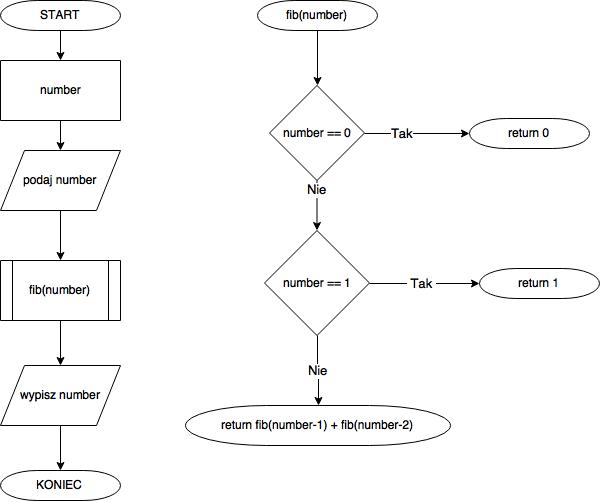 START
number
podaj number
fib(number)
wypisz number
KONIEC
fib(number)
number == 0
Tak
return 0
Nie
number == 1
Tak
return 1
Nie
return fib(number-1) + fib(number-2)